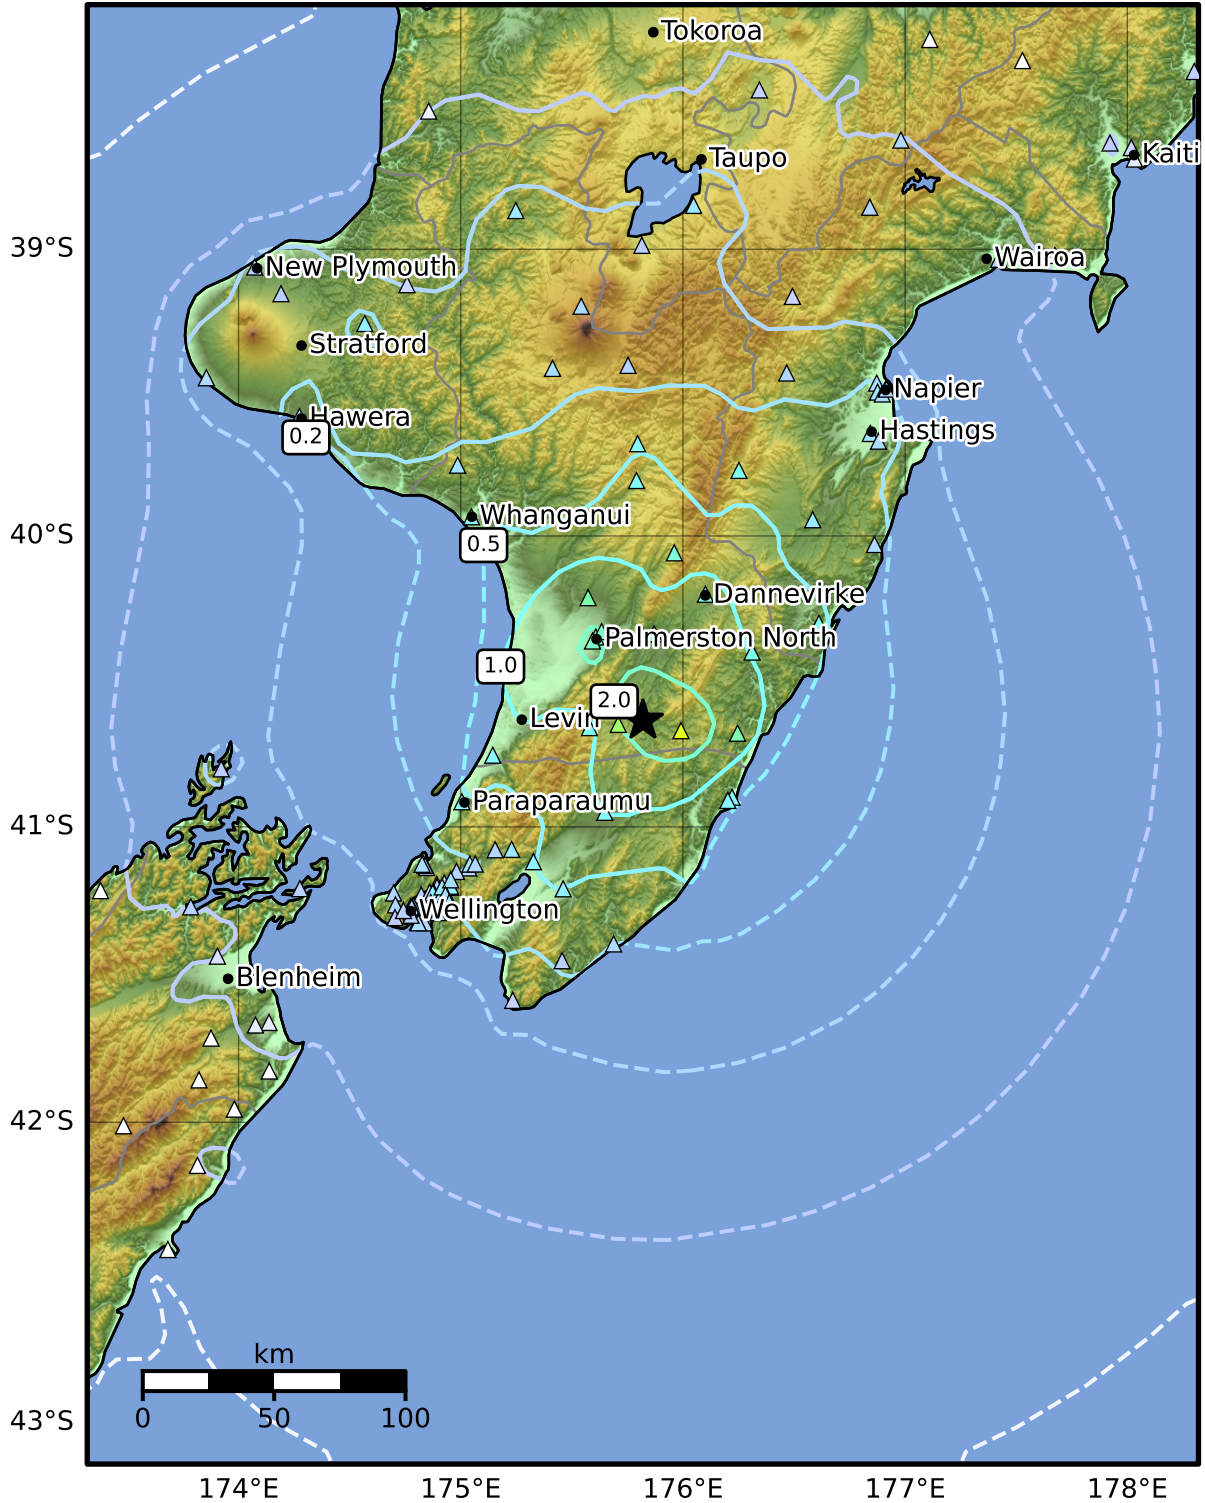 Tokoroa
Taupo
Kaiti
39°S
New Plymouth
Wairoa
Stratford
Napier
Hawera
0.2
Hastings
Whanganui
40°S
0.5
Dannevirke
Palmerston North
1.0
2.0
Levin
Paraparaumu
41°S
Wellington
Blenheim
42°S
km
0 50 100
43°S
174°E 175°E 176°E 177°E 178°E